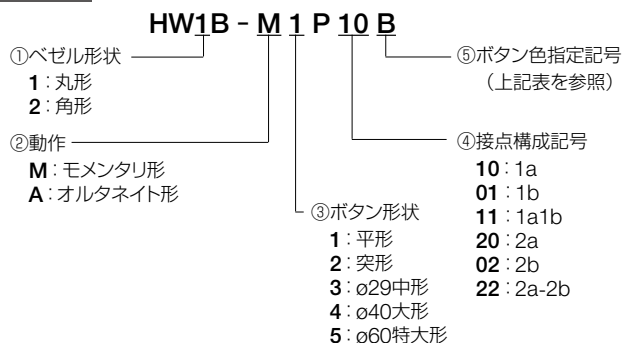 HW1B - M 1 P 10 B
①ベゼル形状
1：丸形
2：角形
②動作
M：モメンタリ形
A：オルタネイト形
③ボタン形状
1：平形
2：突形
3：ø29中形
4：ø40大形
5：ø60特大形
④接点構成記号
10：1a
01：1b
11：1a1b
20：2a
02：2b
22：2a-2b
⑤ボタン色指定記号
（上記表を参照）